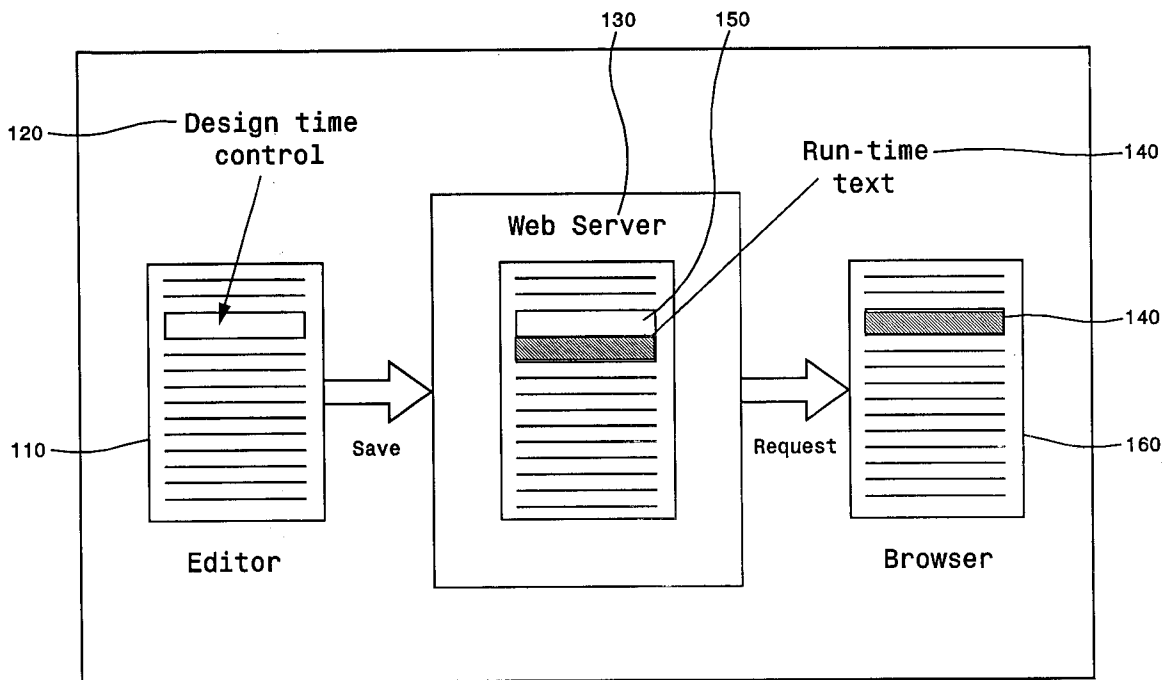 130
150
120
Design time
control
Run-time
text
140
Web Server
140
110
Save
Request
160
Editor
Browser